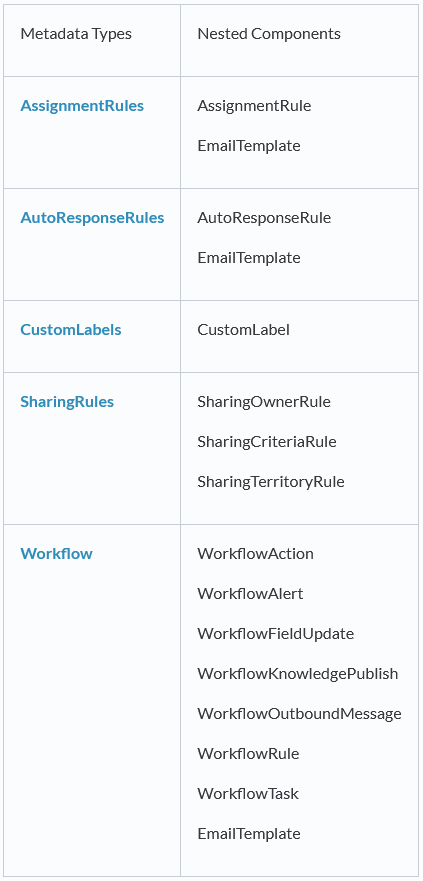 Metadata Types Nested Components
AssignmentRules AssignmentRule
EmailTemplate
AutoResponseRules AutoResponseRule
EmailTemplate
CustomLabels CustomLabel
SharingRules SharingOwnerRule
SharingCriteriaRule
SharingTerritoryRule
Workflow WorkflowAction
WorkflowAlert
WorkflowFieldUpdate
WorkflowKnowledgePublish
WorkflowOutboundMessage
WorkflowRule
WorkflowTask
EmailTemplate